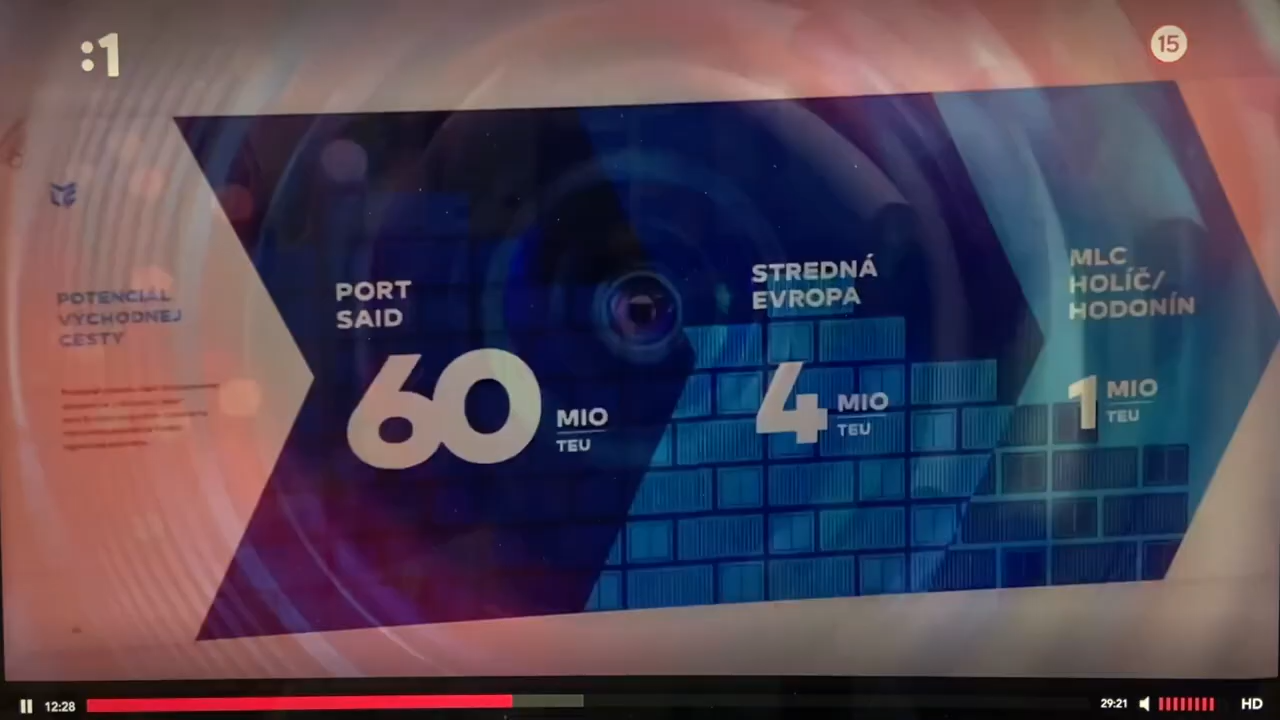 :1
15
POTENCIÁL
VÝCHODNEJ
CESTY
PORT
SAID
60 MIO
TEU
STREDNÁ
EVROPA
4 MIO
TEU
MLC
HOLÍČ/
HODONÍN
1 MIO
TEU
12:28
29:21
HD